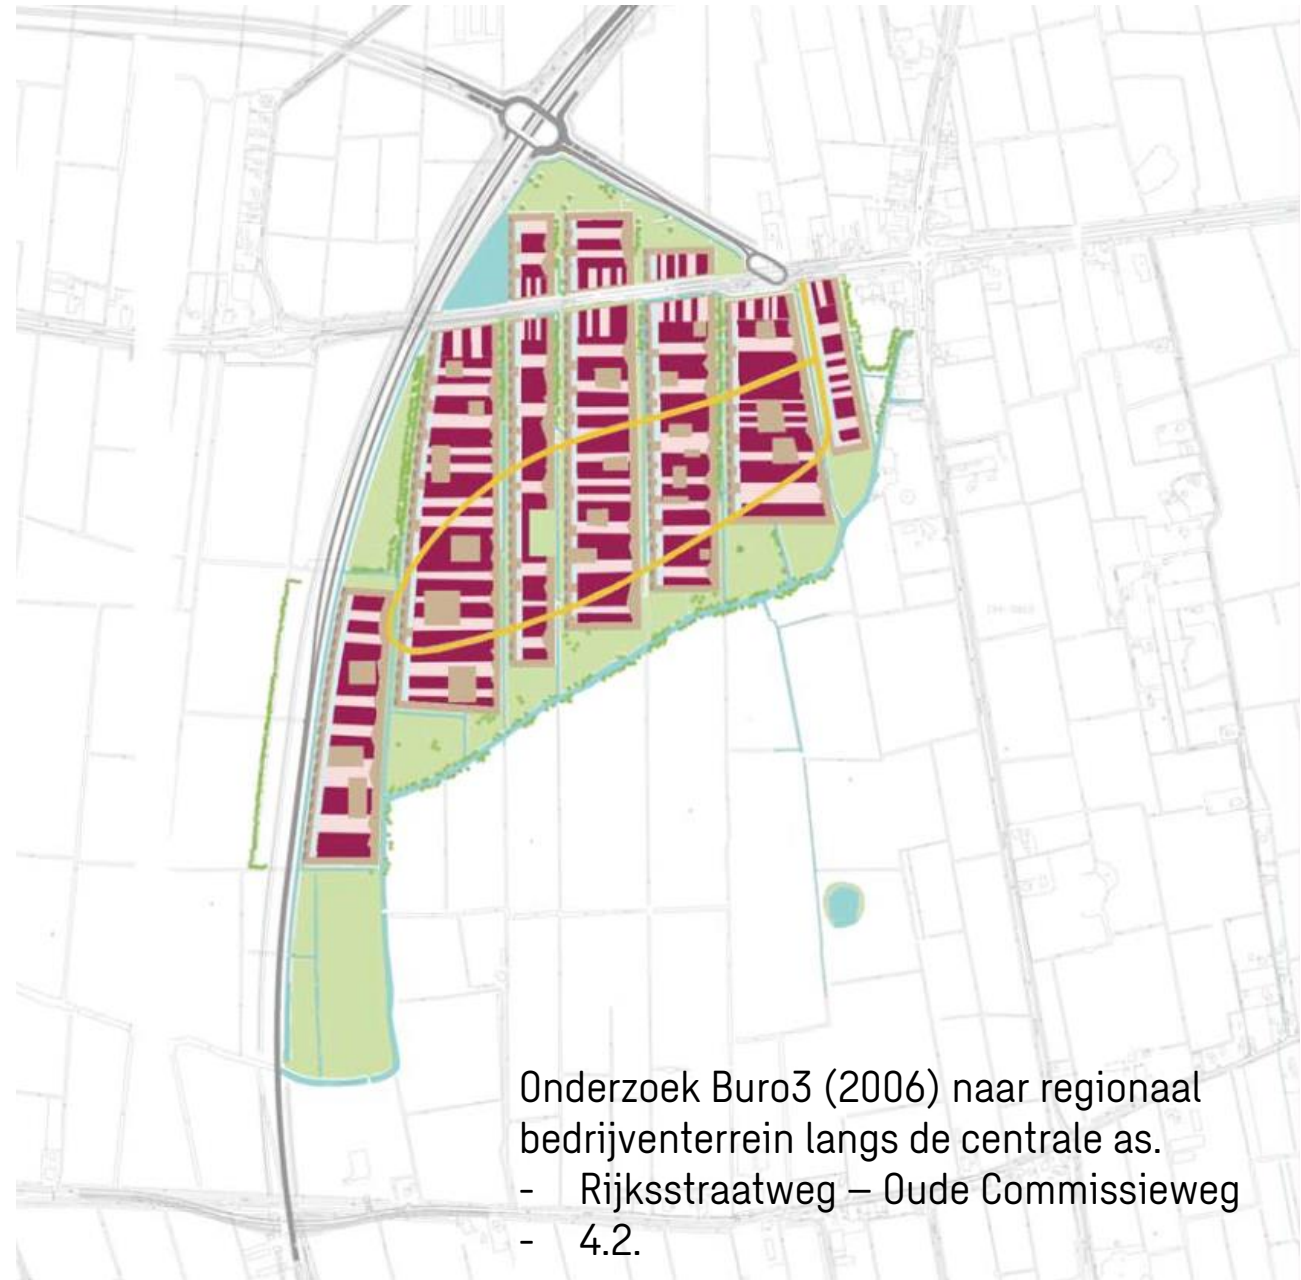 Onderzoek Buro3 (2006) naar regionaal
bedrijventerrein langs de centrale as.
- Rijksstraatweg – Oude Commissieweg
- 4.2.